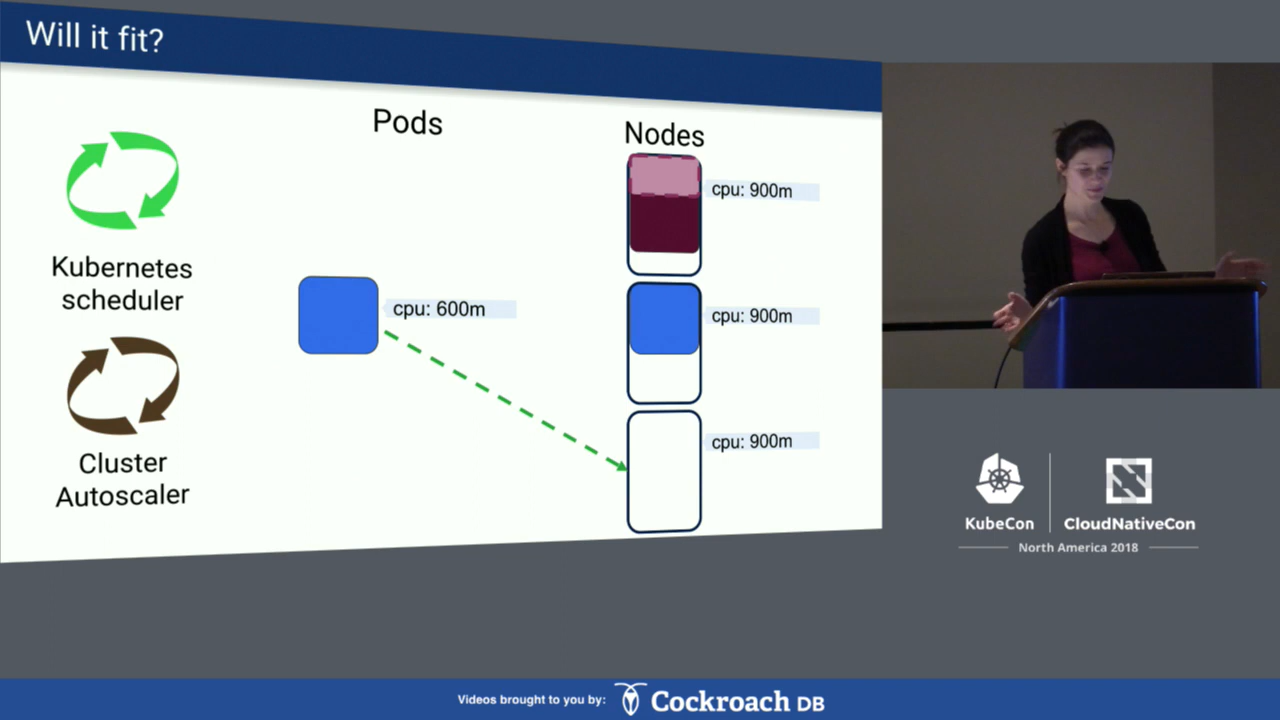 Will it fit?
Pods
Nodes
cpu: 900m
Kubernetes
scheduler
cpu: 600m
cpu: 900m
Cluster
Autoscaler
cpu: 900m
KubeCon
CloudNativeCon
North America 2018
Videos brought to you by:
Cockroach DB